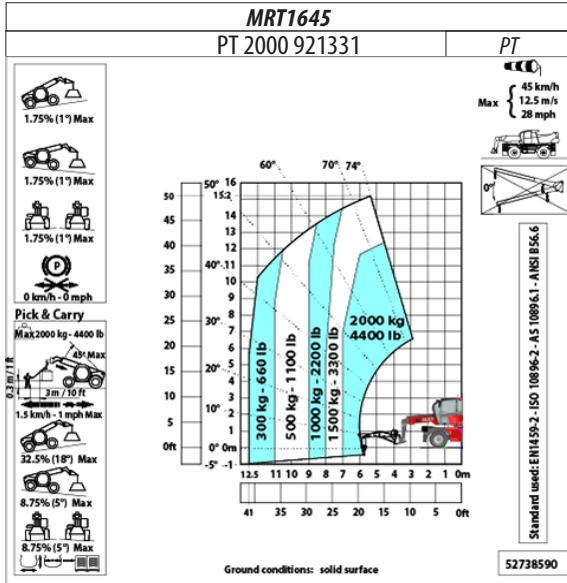 MRT1645
PT 2000 921331
PT
1.75% (1°) Max
1.75% (1°) Max
1.75% (1°) Max
P
0 km/h - 0 mph
Pick & Carry
Max 2000 kg - 4400 lb
45° Max
0.3 m / 1 ft
3m / 10 ft
1.5 km/h - 1 mph Max
32.5% (18°) Max
8.75% (5°) Max
8.75% (5°) Max
Max
45 km/h
12.5 m/s
28 mph
0°
60°
70°
74°
50°
40°
30°
20°
10°
0°
-5°
50
45
40
35
30
25
20
15
10
5
0ft
16
15.2
14
13
12
11
10
9
8
7
6
5
4
3
2
1
0m
-1
300 kg - 660 lb
500 kg - 1100 lb
1000 kg - 2200 lb
1500 kg - 3300 lb
2000 kg
4400 lb
12.5 11 10 9 8 7 6 5 4 3 2 1 0m
41 35 30 25 20 15 10 5 0ft
Ground conditions: solid surface
Standard used: EN1459-2 - ISO 10896-2 - AS 10896.1 - ANSI B56.6
52738590